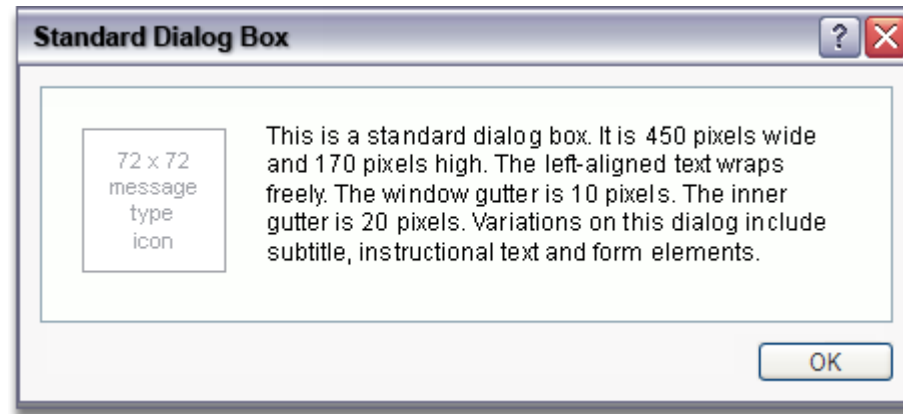 Standard Dialog Box
?
72 x 72
message
type
icon
This is a standard dialog box. It is 450 pixels wide
and 170 pixels high. The left-aligned text wraps
freely. The window gutter is 10 pixels. The inner
gutter is 20 pixels. Variations on this dialog include
subtitle, instructional text and form elements.
OK